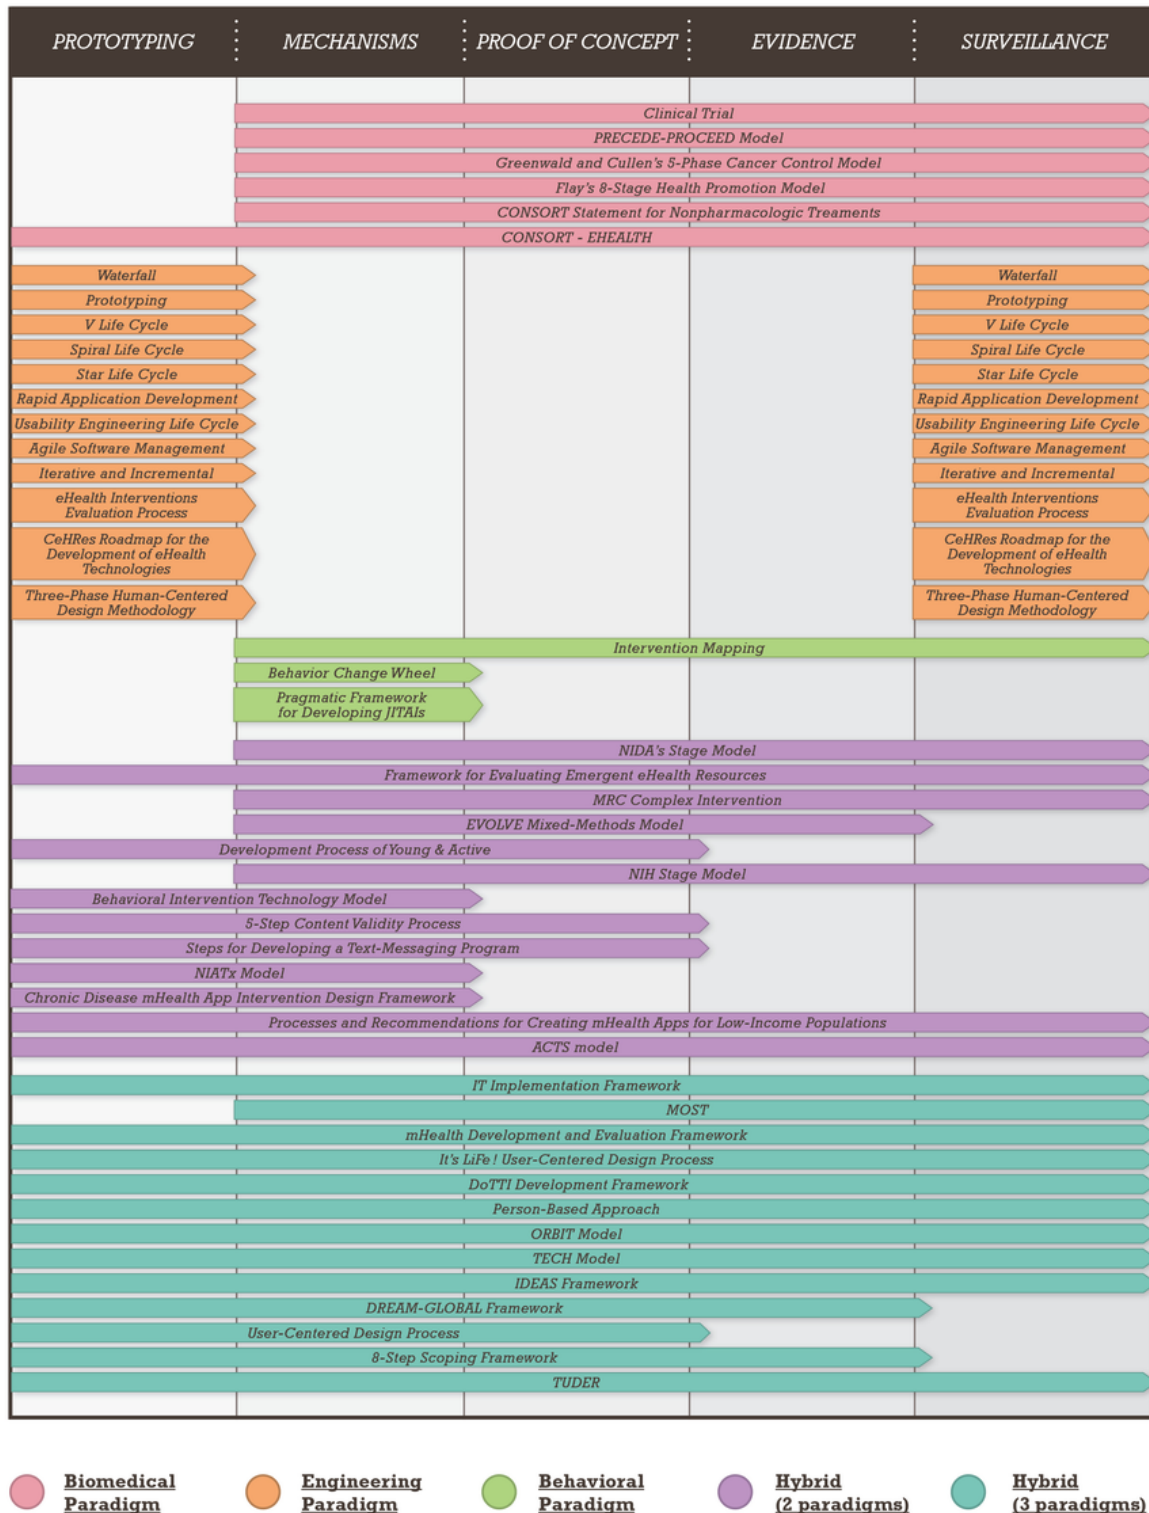 PROTOTYPING
MECHANISMS
PROOF OF CONCEPT
EVIDENCE
SURVEILLANCE
Clinical Trial
PRECEDE-PROCEED Model
Greenwald and Cullen's 5-Phase Cancer Control Model
Flay's 8-Stage Health Promotion Model
CONSORT Statement for Nonpharmacologic Treaments
CONSORT - EHEALTH
Waterfall
Waterfall
Prototyping
Prototyping
V Life Cycle
V Life Cycle
Spiral Life Cycle
Spiral Life Cycle
Star Life Cycle
Star Life Cycle
Rapid Application Development
Rapid Application Development
Usability Engineering Life Cycle
Usability Engineering Life Cycle
Agile Software Management
Agile Software Management
Iterative and Incremental
Iterative and Incremental
eHealth Interventions
Evaluation Process
eHealth Interventions
Evaluation Process
CeHRes Roadmap for the
Development of eHealth
Technologies
CeHRes Roadmap for the
Development of eHealth
Technologies
Three-Phase Human-Centered
Design Methodology
Three-Phase Human-Centered
Design Methodology
Intervention Mapping
Behavior Change Wheel
Pragmatic Framework
for Developing JITAIs
NIDA's Stage Model
Framework for Evaluating Emergent eHealth Resources
MRC Complex Intervention
EVOLVE Mixed-Methods Model
Development Process of Young & Active
NIH Stage Model
Behavioral Intervention Technology Model
5-Step Content Validity Process
Steps for Developing a Text-Messaging Program
NIATx Model
Chronic Disease mHealth App Intervention Design Framework
Processes and Recommendations for Creating mHealth Apps for Low-Income Populations
ACTS model
IT Implementation Framework
MOST
mHealth Development and Evaluation Framework
It's LiFe! User-Centered Design Process
DoTTI Development Framework
Person-Based Approach
ORBIT Model
TECH Model
IDEAS Framework
DREAM-GLOBAL Framework
User-Centered Design Process
8-Step Scoping Framework
TUDER
Biomedical
Paradigm
Engineering
Paradigm
Behavioral
Paradigm
Hybrid
(2 paradigms)
Hybrid
(3 paradigms)